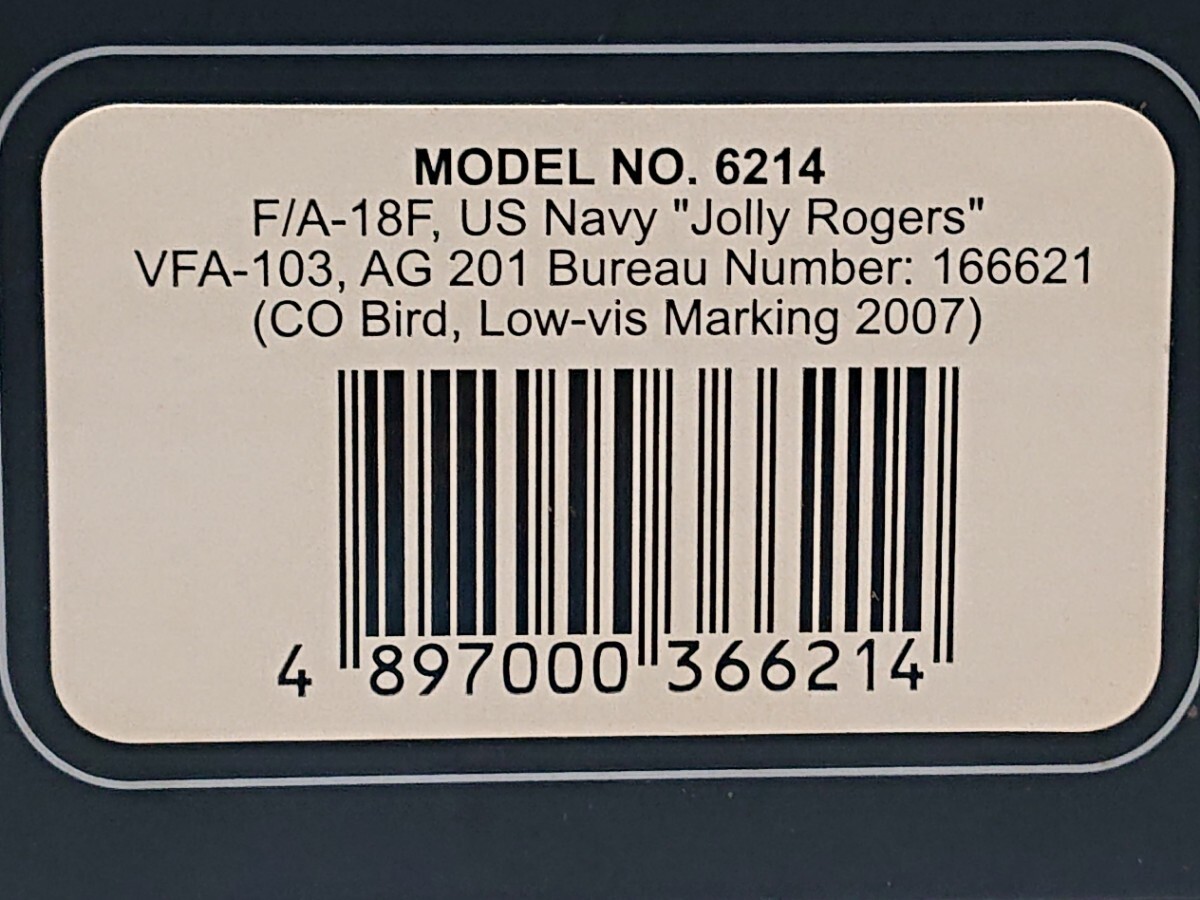 MODEL NO. 6214
F/A-18F, US Navy "Jolly Rogers"
VFA-103, AG 201 Bureau Number: 166621
(CO Bird, Low-vis Marking 2007)
4 897000 366214